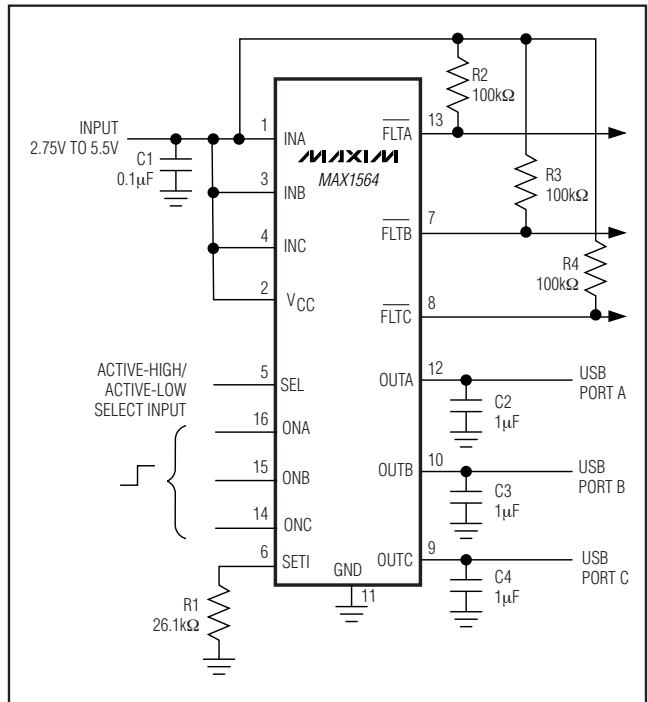 INPUT
2.75V TO 5.5V
C1
0.1µF
1
INA
3
INB
4
INC
2
VCC
MAXIM
MAX1564
R2
100kΩ
13
FLTA
R3
100kΩ
7
FLTB
R4
100kΩ
8
FLTC
ACTIVE-HIGH/
ACTIVE-LOW
SELECT INPUT
5
SEL
16
ONA
15
ONB
14
ONC
6
SETI
R1
26.1kΩ
GND
11
12
OUTA
USB
PORT A
C2
1µF
10
OUTB
USB
PORT B
C3
1µF
9
OUTC
USB
PORT C
C4
1µF